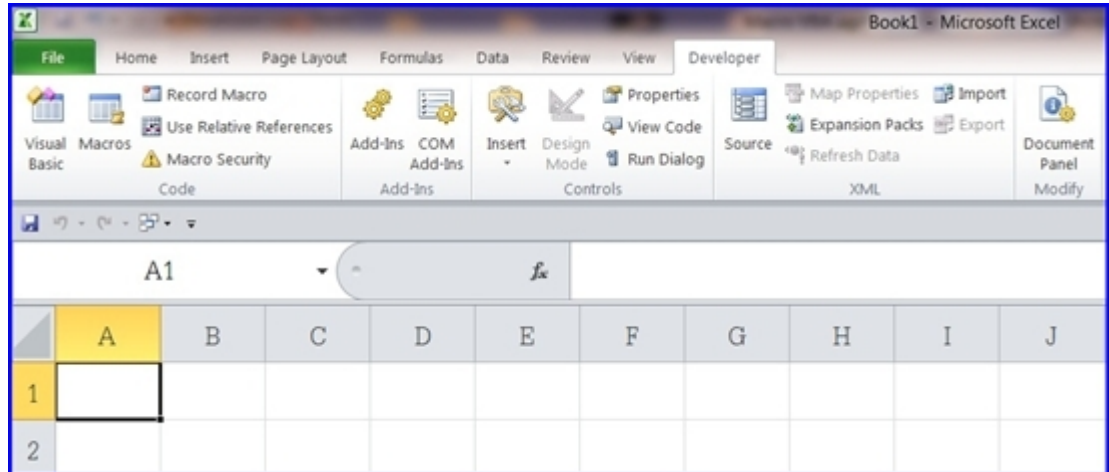 Book1 - Microsoft Excel
File Home Insert Page Layout Formulas Data Review View Developer
Visual Basic
Macros
Record Macro
Use Relative References
Macro Security
Code
Add-Ins
COM Add-Ins
Add-Ins
Insert
Design Mode
Properties
View Code
Run Dialog
Controls
Source
Map Properties
Expansion Packs
Refresh Data
Import
Export
XML
Document Panel
Modify
A1
fx
A B C D E F G H I J
1
2